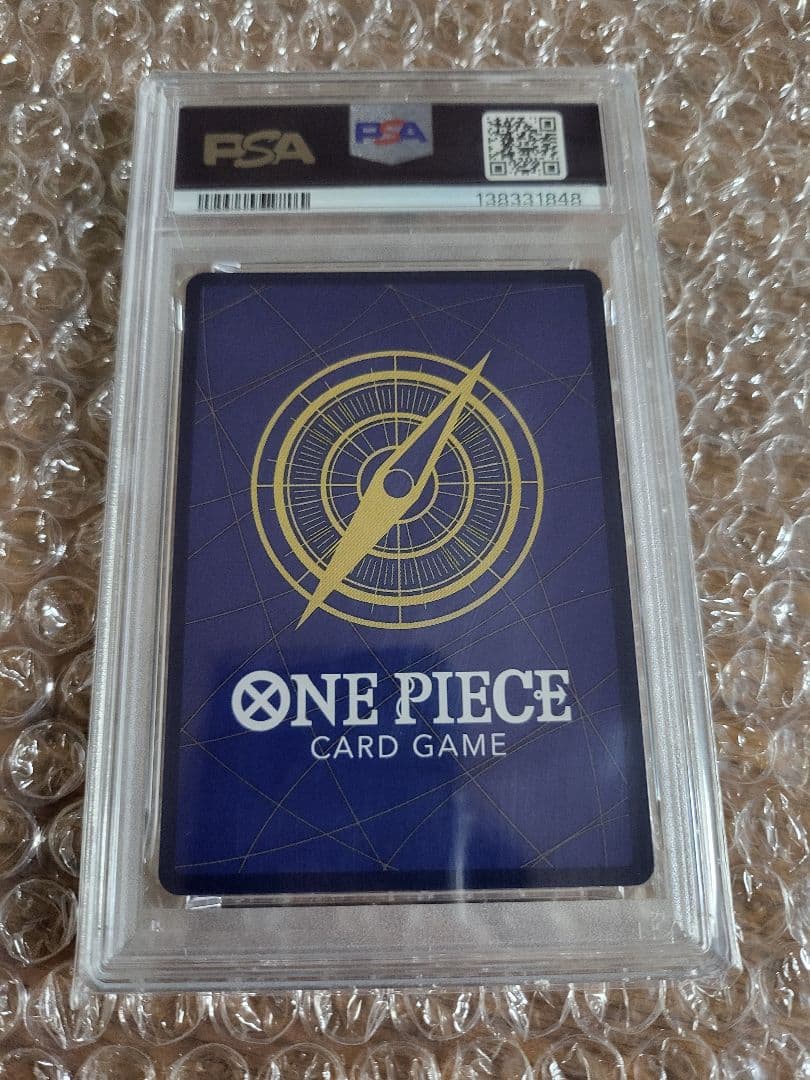 PSA PSA
138331848
ONE PIECE
CARD GAME